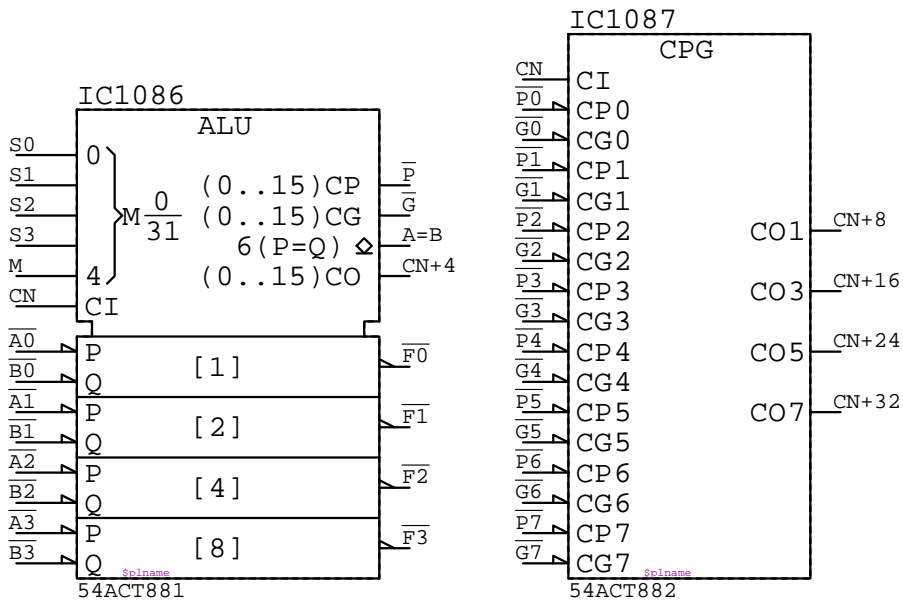 IC1086
ALU
S0
0
S1
(0..15)CP
P
S2
M 0/31
(0..15)CG
G
S3
6(P=Q)
A=B
M
4
(0..15)CO
CN+4
CN
CI
A0
P
[1]
F0
B0
Q
A1
P
[2]
F1
B1
Q
A2
P
[4]
F2
B2
Q
A3
P
[8]
F3
B3
Q
$plname
54ACT881
IC1087
CPG
CN
CI
P0
CP0
G0
CG0
P1
CP1
G1
CG1
P2
CP2
CO1
CN+8
G2
CG2
P3
CP3
CO3
CN+16
G3
CG3
P4
CP4
CO5
CN+24
G4
CG4
P5
CP5
CO7
CN+32
G5
CG5
P6
CP6
G6
CG6
P7
CP7
G7
CG7
$plname
54ACT882